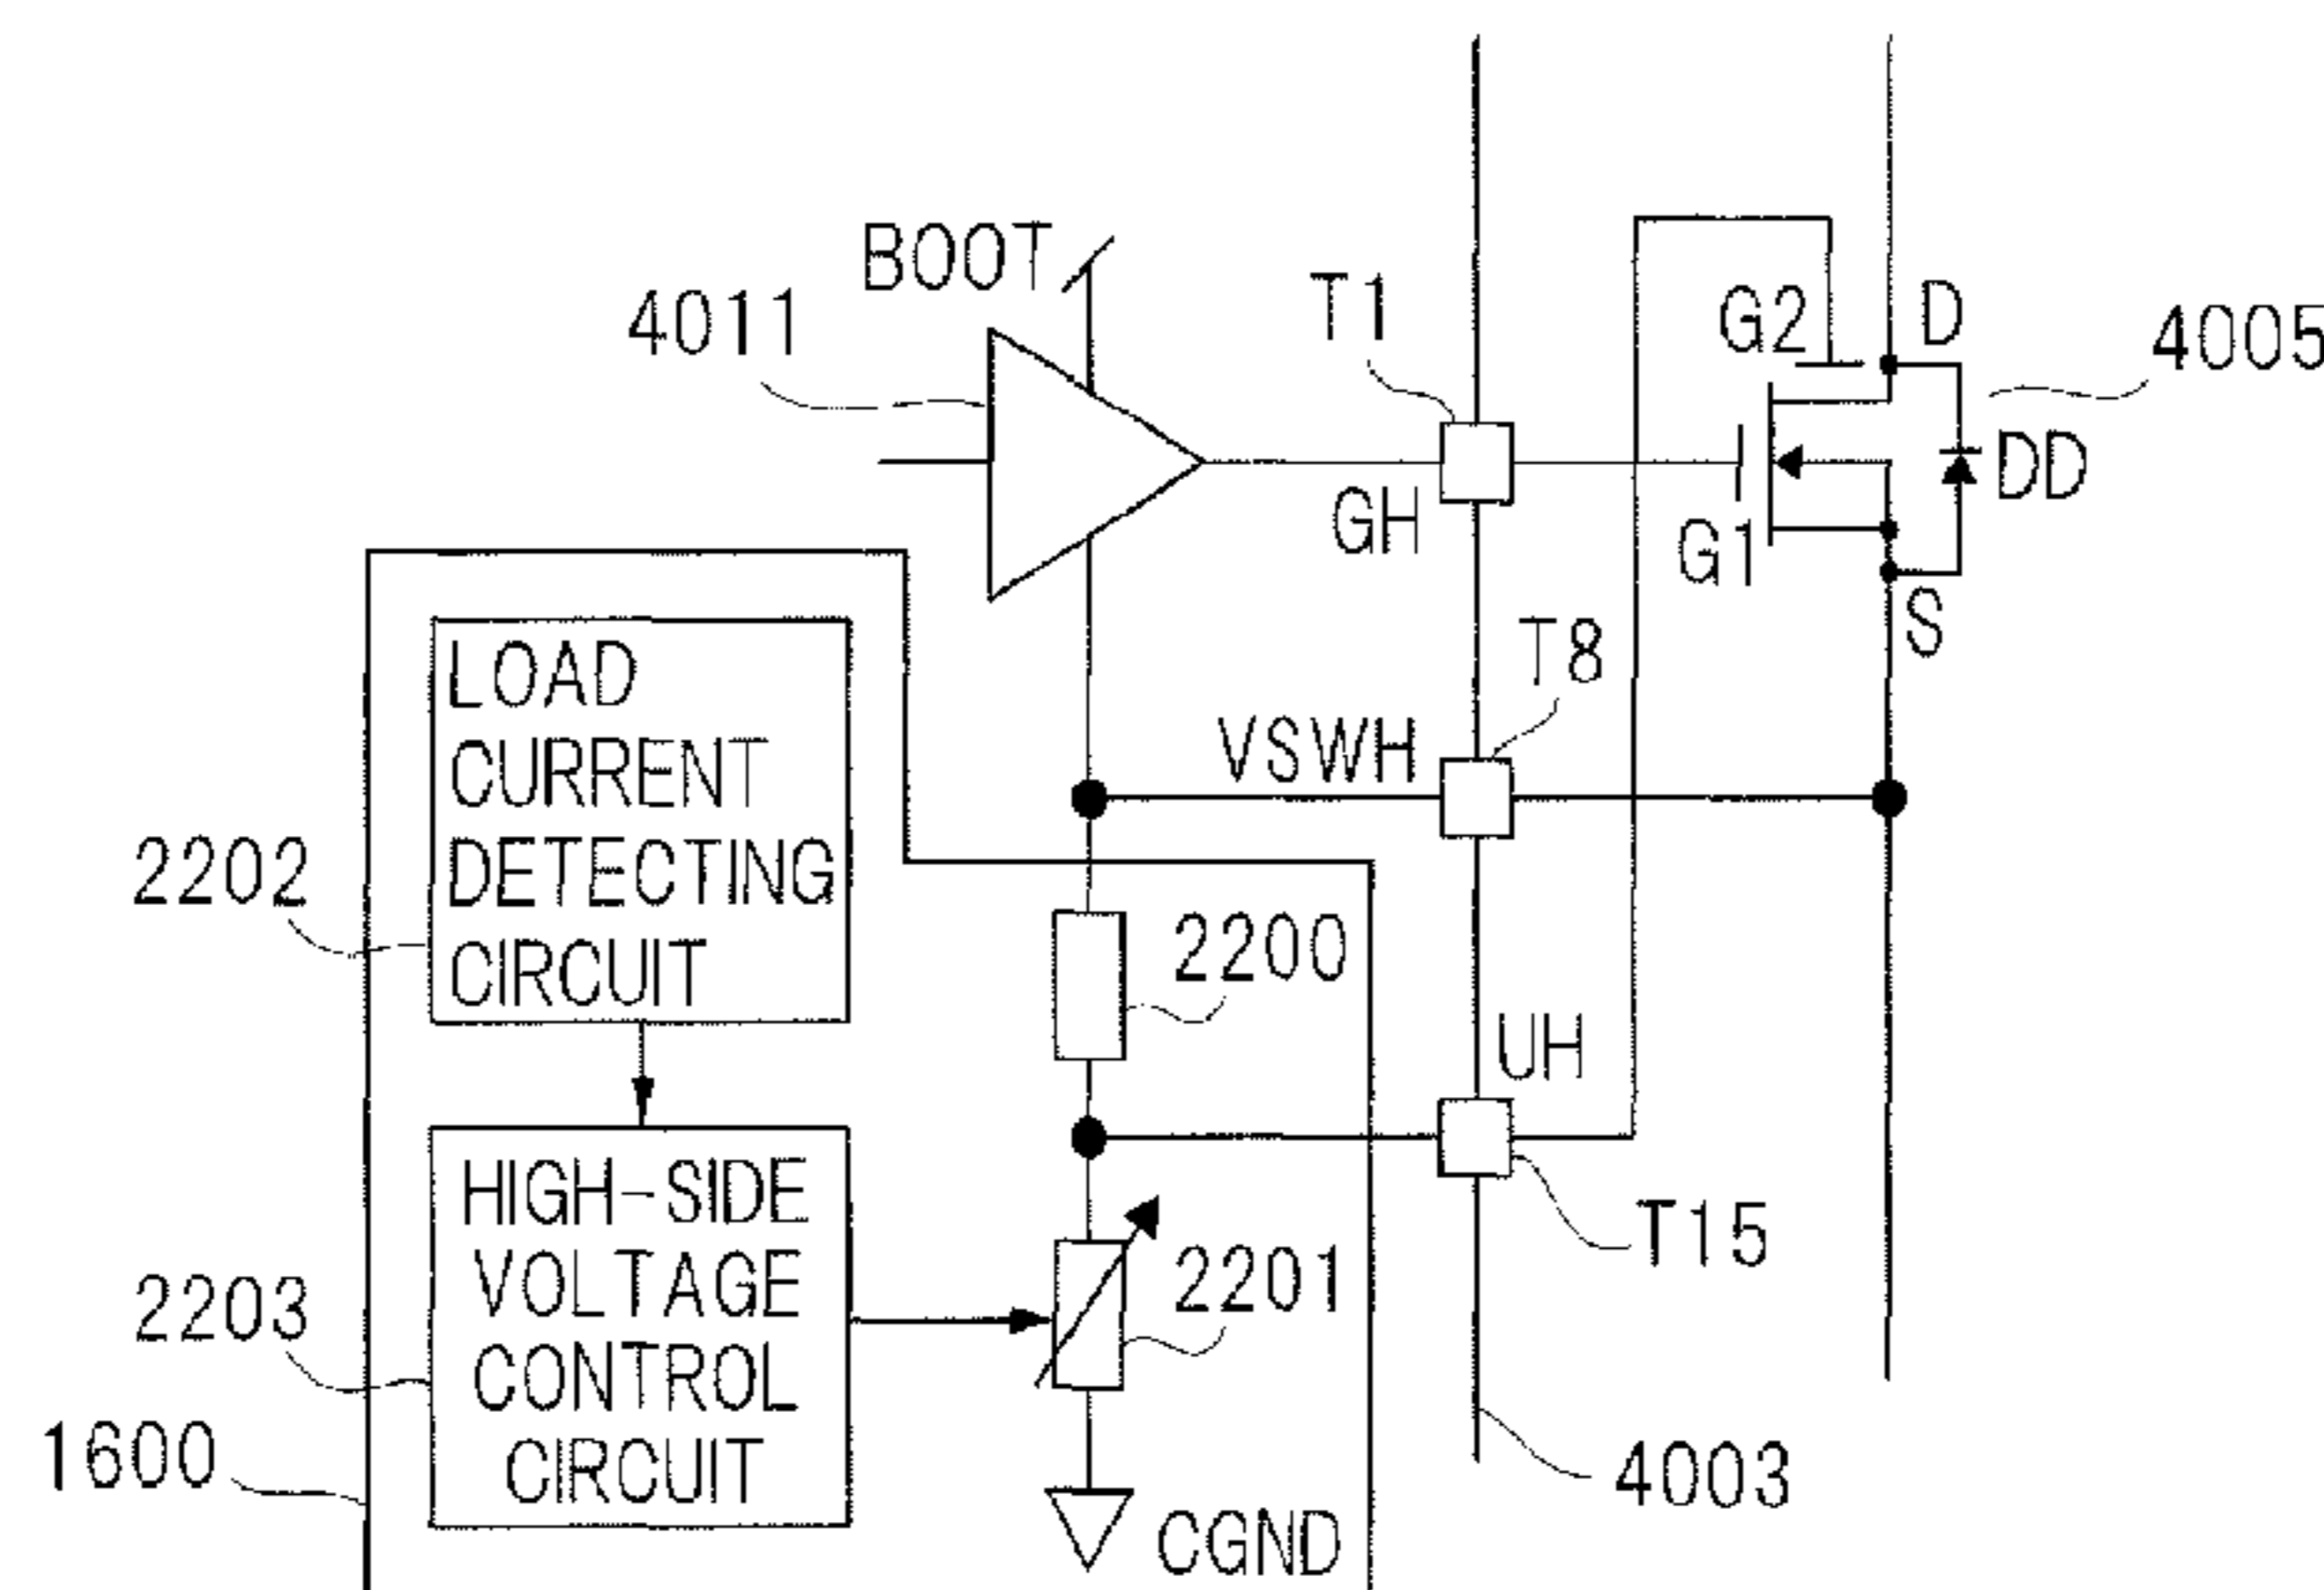 BOOT
4011
T1
G2
D
4005
DD
GH
G1
S
LOAD
CURRENT
DETECTING
CIRCUIT
T8
VSWH
2202
2200
UH
HIGH-SIDE
VOLTAGE
CONTROL
CIRCUIT
T15
2203
2201
1600
4003
CGND